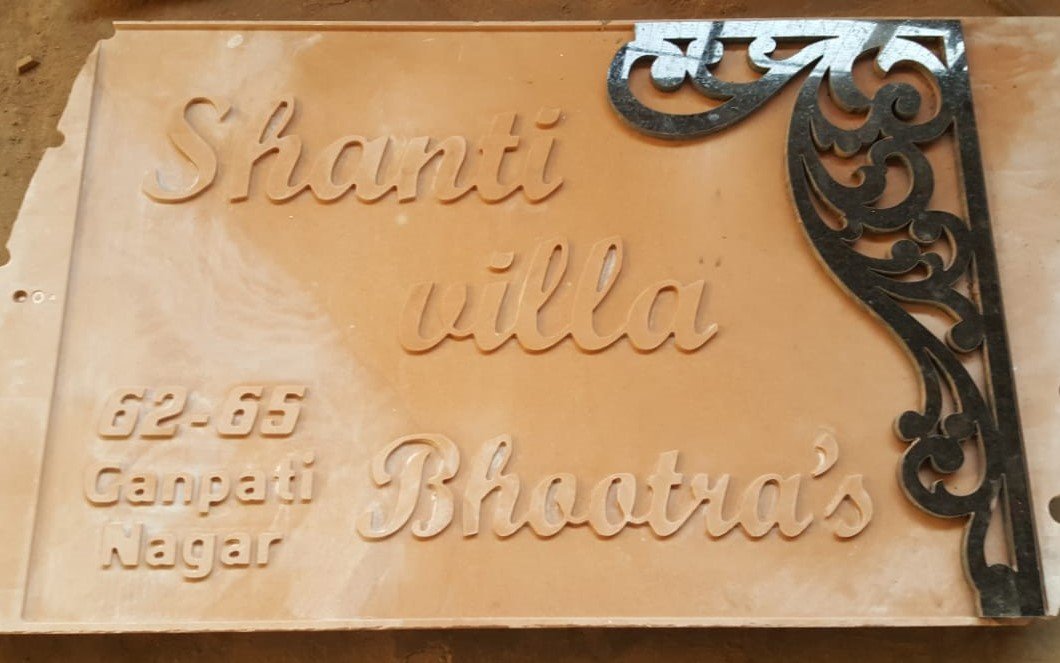 Shanti
villa
62-65
Ganpati
Nagar
Bhootra's